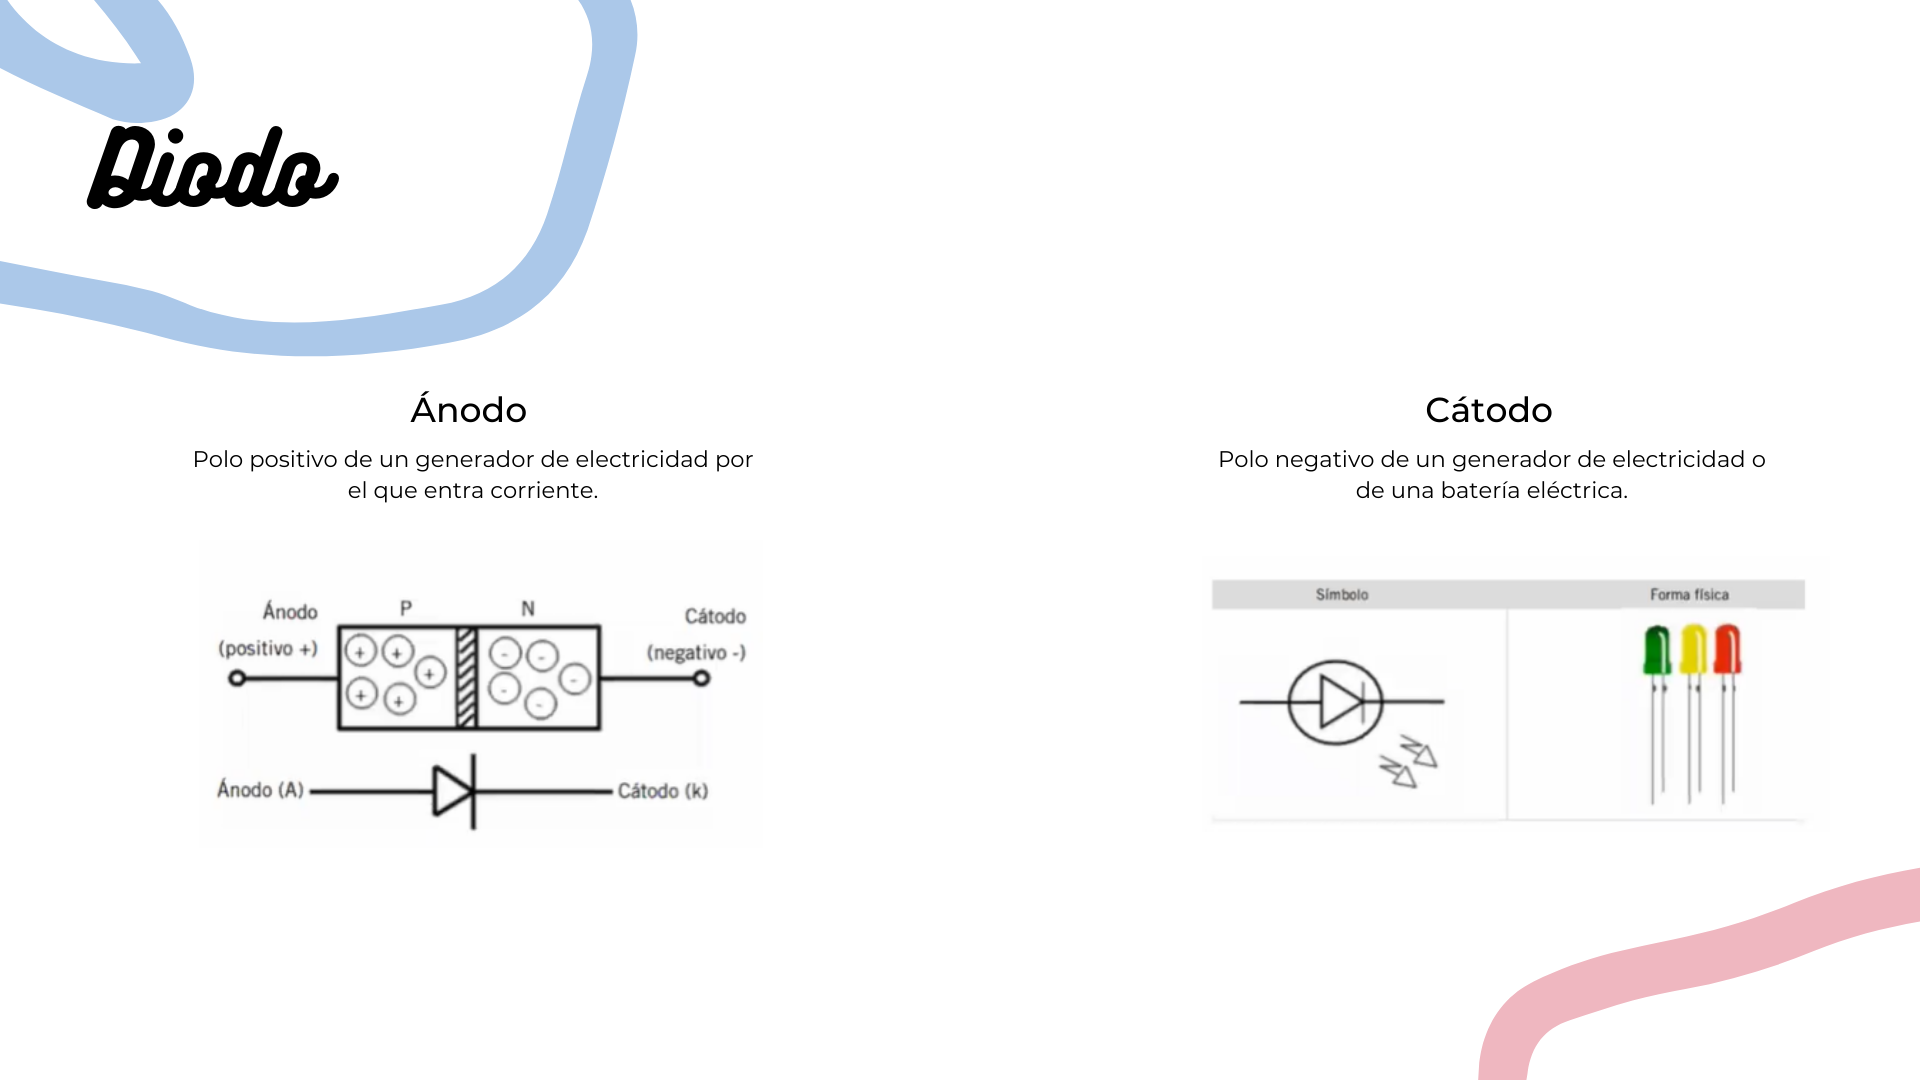 Diodo
Ánodo
Polo positivo de un generador de electricidad por
el que entra corriente.
Ánodo
(positivo +)
P
N
Cátodo
(negativo -)
+ + + + +
- - - - -
Ánodo (A)
Cátodo (k)
Cátodo
Polo negativo de un generador de electricidad o
de una batería eléctrica.
Símbolo
Forma física